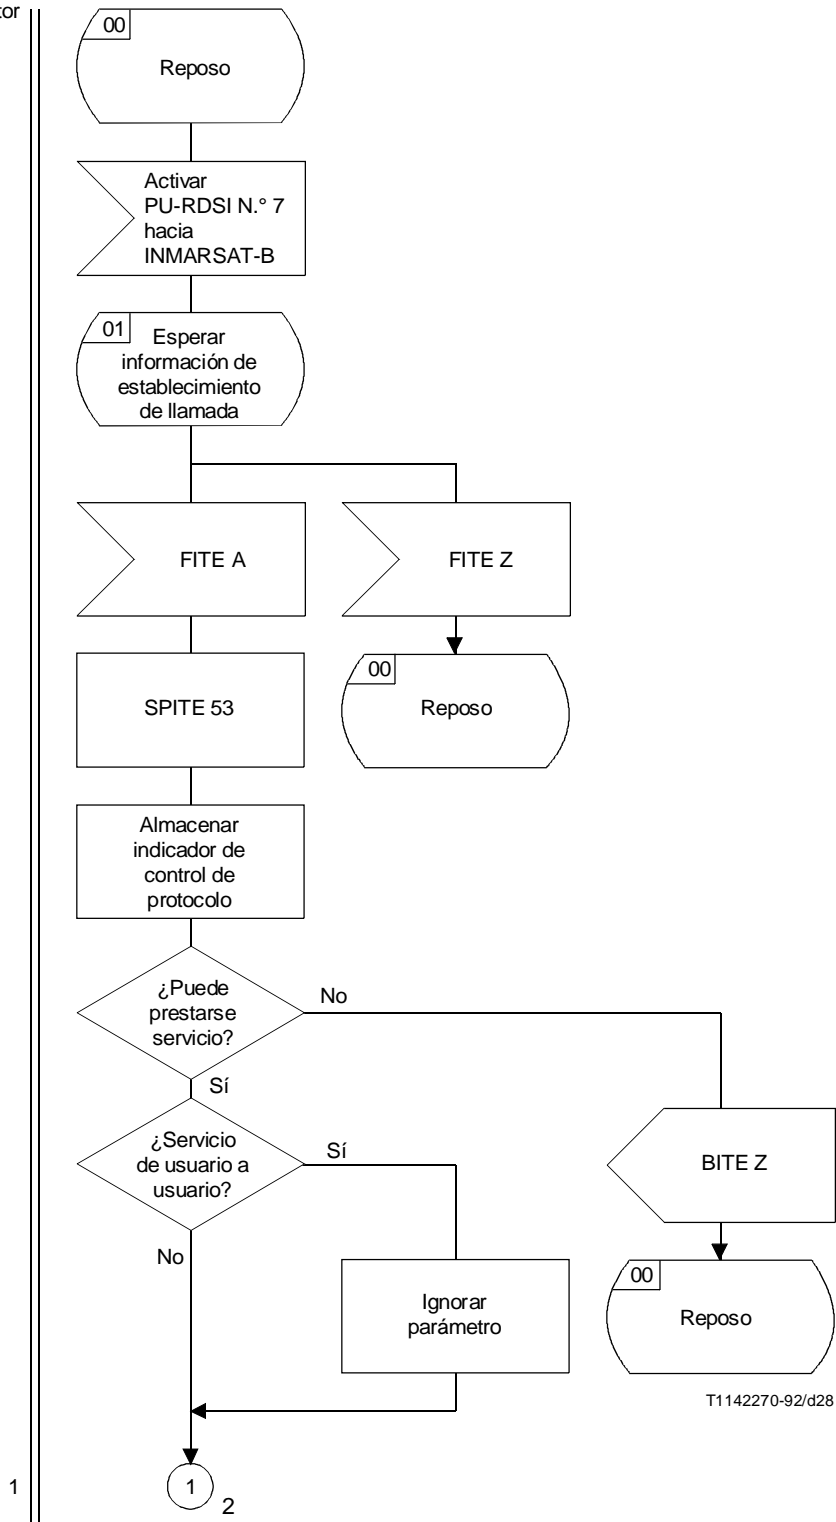 tor
00
Reposo
Activar
PU-RDSI N.° 7
hacia
INMARSAT-B
01
Esperar
información de
establecimiento
de llamada
FITE A
FITE Z
SPITE 53
00
Reposo
Almacenar
indicador de
control de
protocolo
¿Puede
prestarse
servicio?
No
Sí
¿Servicio
de usuario a
usuario?
Sí
BITE Z
No
Ignorar
parámetro
00
Reposo
T1142270-92/d28
1
1
2